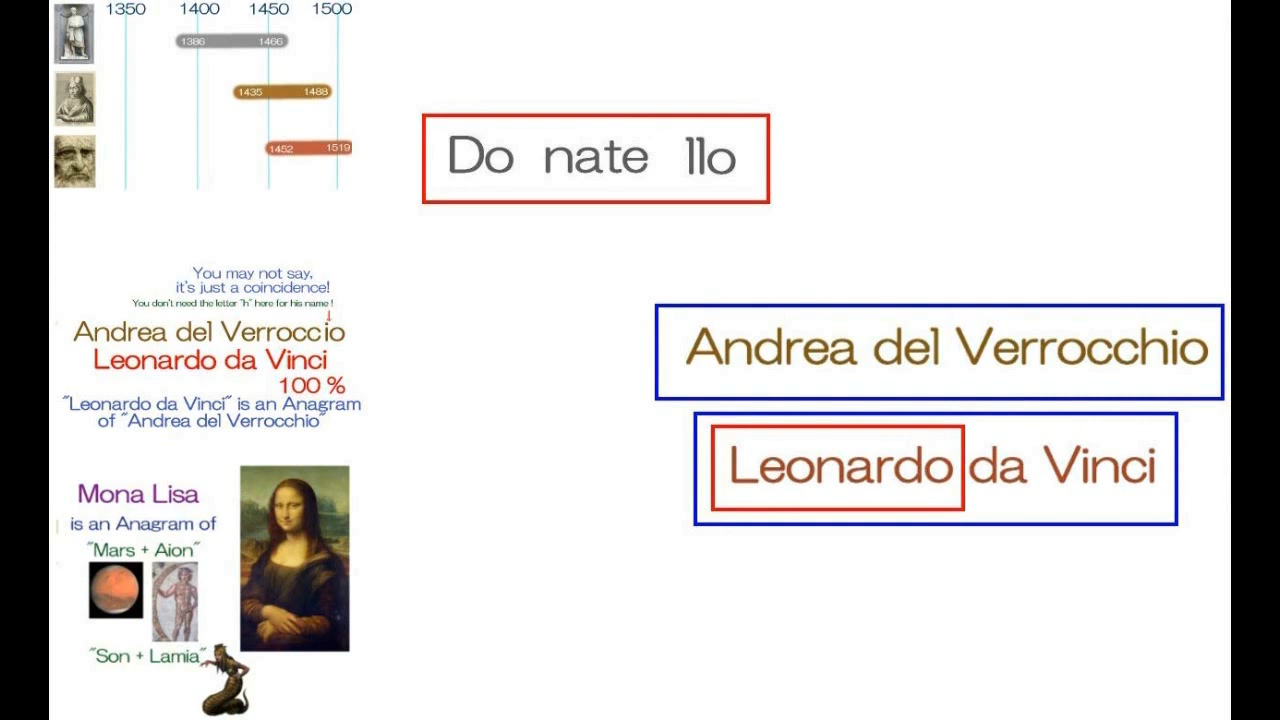 1350 1400 1450 1500
1386 1466
1435 1488
1452 1519
Do nate llo
You may not say,
it's just a coincidence!
You don't need the letter "h" here for his name !
↓
Andrea del Verroccio
Leonardo da Vinci
100 %
"Leonardo da Vinci" is an Anagram
of "Andrea del Verrocchio"
Andrea del Verrocchio
Leonardo da Vinci
Mona Lisa
is an Anagram of
"Mars + Aion"
"Son + Lamia"